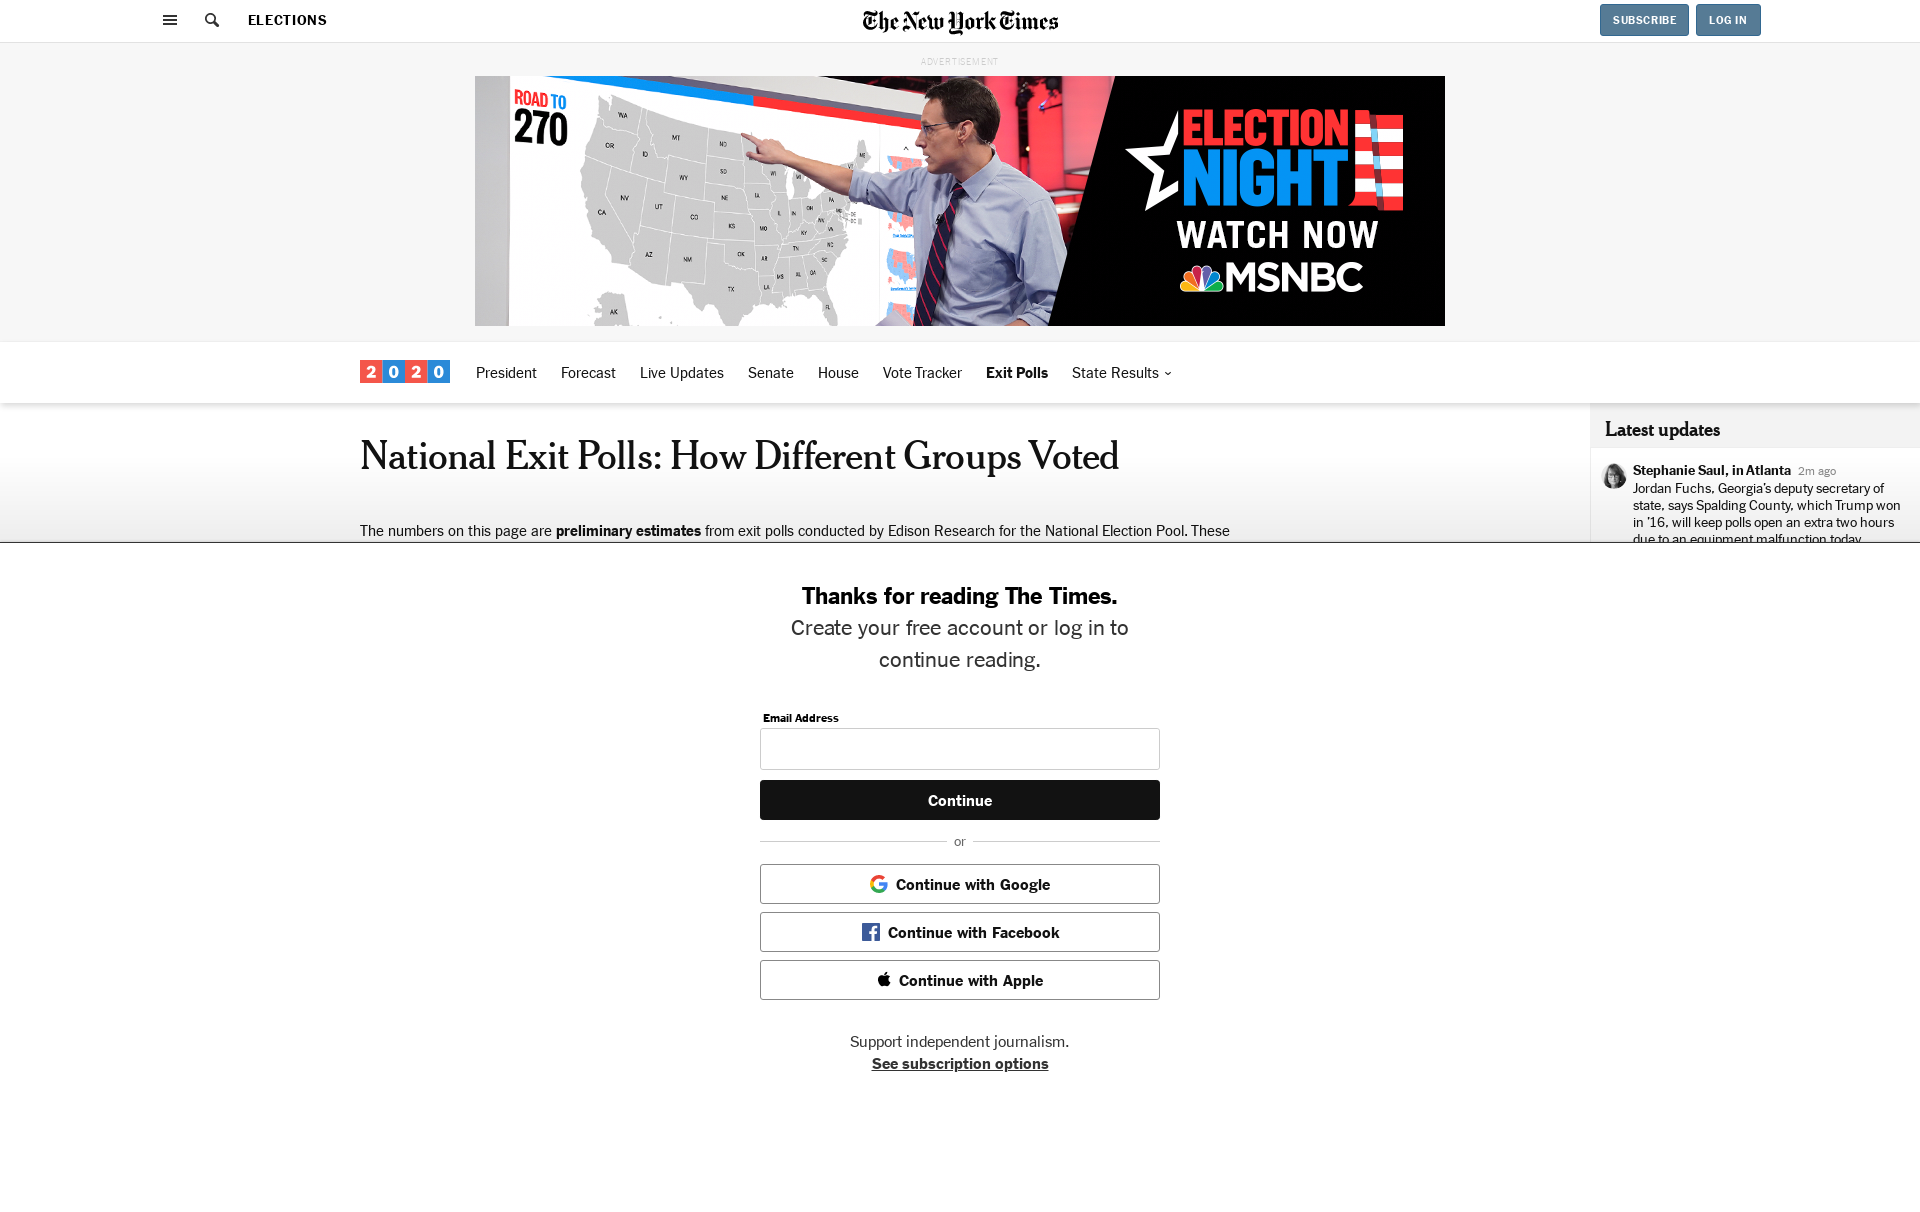 ELECTIONS
The New York Times
SUBSCRIBE
LOG IN
ADVERTISEMENT
ROAD TO
270
WA
OR
ID
MT
ND
SD
WY
NV
UT
CO
CA
AZ
NM
NE
KS
OK
TX
IA
MO
AR
LA
WI
MI
IL
IN
OH
KY
TN
MS
AL
GA
FL
SC
NC
VA
WV
PA
VT
ME
AK
ELECTION
NIGHT
WATCH NOW
MSNBC
2020
President
Forecast
Live Updates
Senate
House
Vote Tracker
Exit Polls
State Results
National Exit Polls: How Different Groups Voted
The numbers on this page are preliminary estimates from exit polls conducted by Edison Research for the National Election Pool. These
Latest updates
Stephanie Saul, in Atlanta 2m ago
Jordan Fuchs, Georgia’s deputy secretary of
state, says Spalding County, which Trump won
in ’16, will keep polls open an extra two hours
due to an equipment malfunction today.
Thanks for reading The Times.
Create your free account or log in to
continue reading.
Email Address
Continue
or
Continue with Google
Continue with Facebook
Continue with Apple
Support independent journalism.
See subscription options